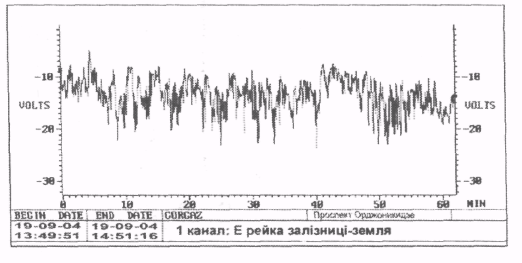 -10 -10
VOLTS VOLTS
-20 -20
-30 -30
0 10 20 30 40 50 60 MIN
BEGIN DATE END DATE GORGAZ Проспект Орджоникидзе
19-09-04 19-09-04
13:49:51 14:51:16 1 канал: Е рейка залізниці-земля